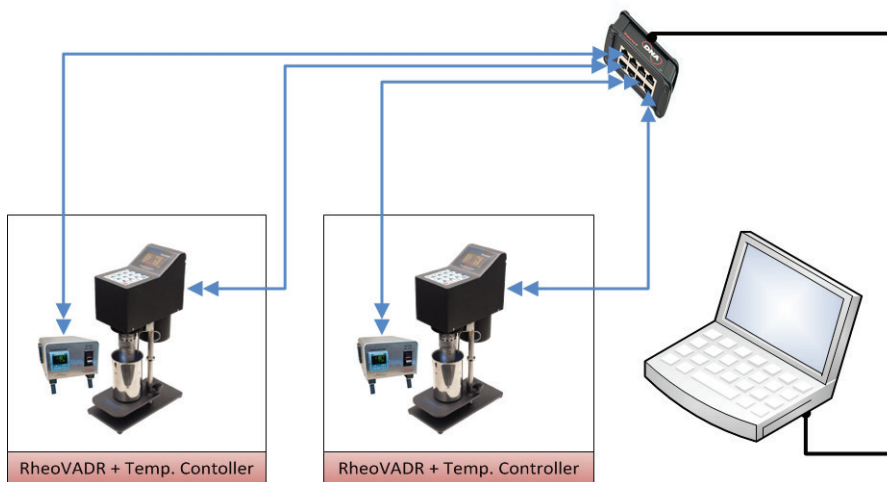 DNA
RheoVADR + Temp. Contoller
RheoVADR + Temp. Controller